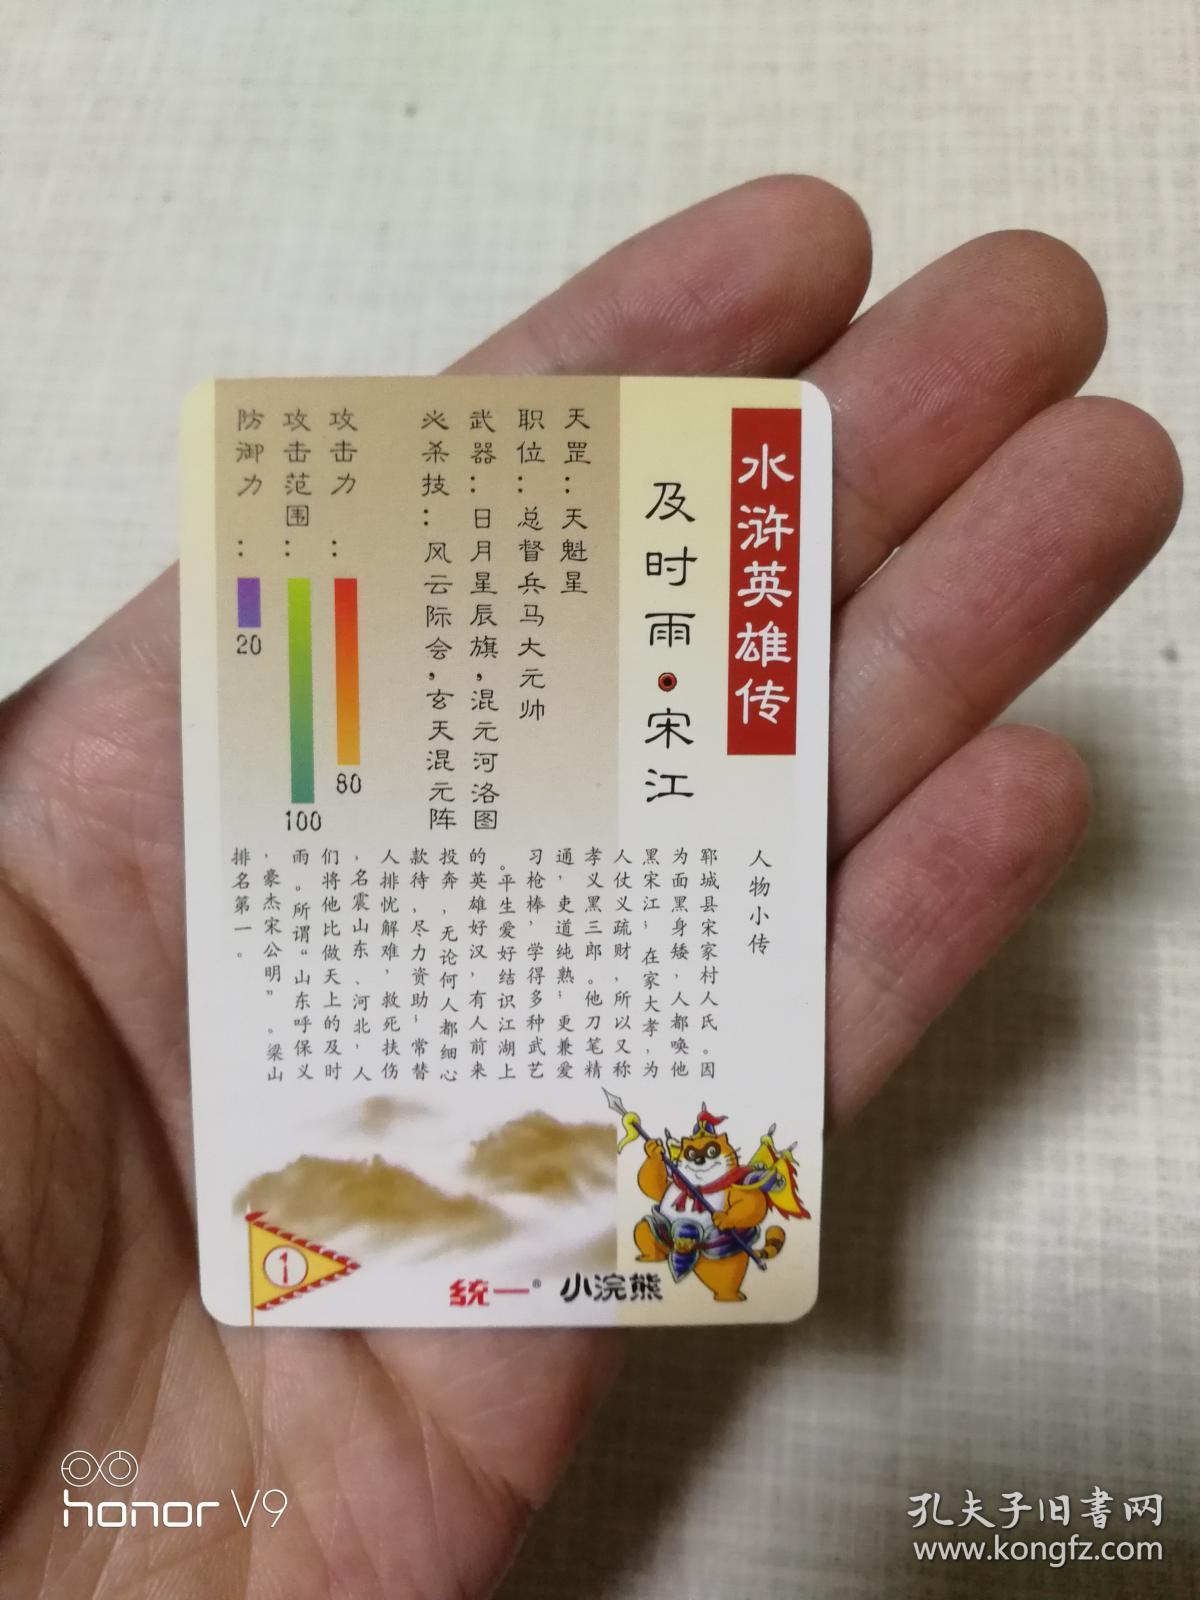 水浒英雄传
及时雨·宋江
天罡：天魁星
职位：总督兵马大元帅
武器：日月星辰旗，混元河洛图
必杀技：风云际会，玄天混元阵
攻击力：
80
攻击范围：
100
防御力：
20
人物小传
郓城县宋家村人氏。因
为面黑身矮，人都唤他
黑宋江；在家大孝，为
人仗义疏财，所以又称
孝义黑三郎。他刀笔精
通，吏道纯熟；更兼爱
习枪棒，学得多种武艺
。平生爱好结识江湖上
的英雄好汉，有人前来
投奔，无论何人都细心
款待，尽力资助；常替
人排忧解难，救死扶伤
，名震山东、河北，人
们将他比做天上的及时
雨。所谓“山东呼保义
，豪杰宋公明”。梁山
排名第一。
1
统一® 小浣熊
honor V9
孔夫子旧书网
www.kongfz.com